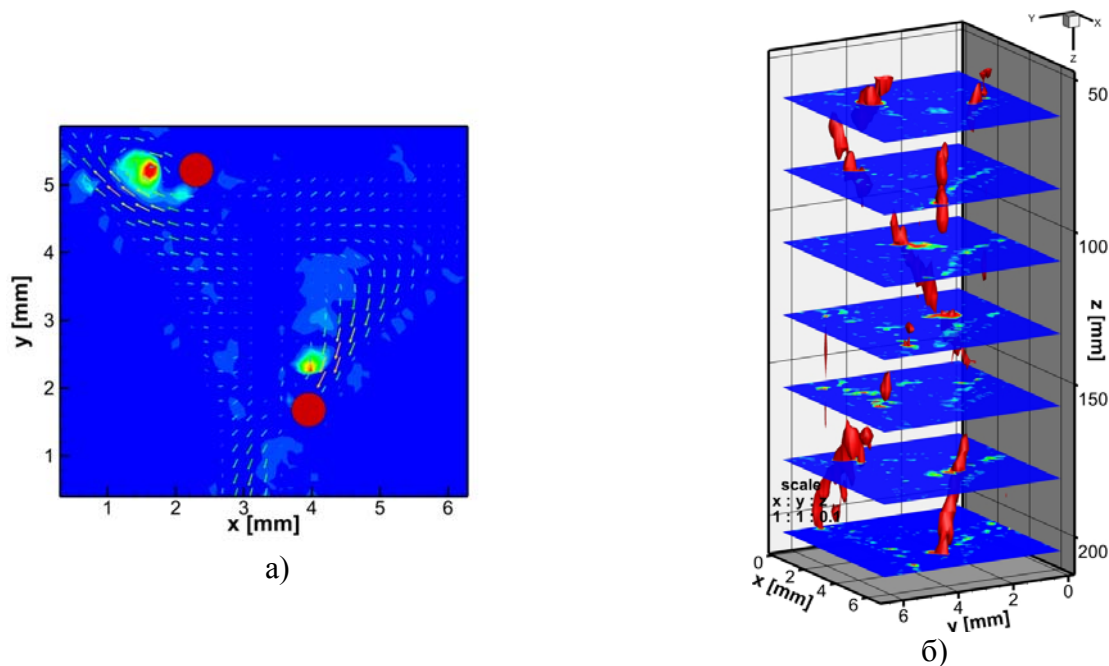 5
4
3
2
1
y [mm]
1 2 3 4 5 6
x [mm]
а)
Y X
Z
50
100
z [mm]
150
200
scale
x : y : z
1 : 1 : 0.1
0 2 4 6
x [mm]
6 4 2 0
y [mm]
б)